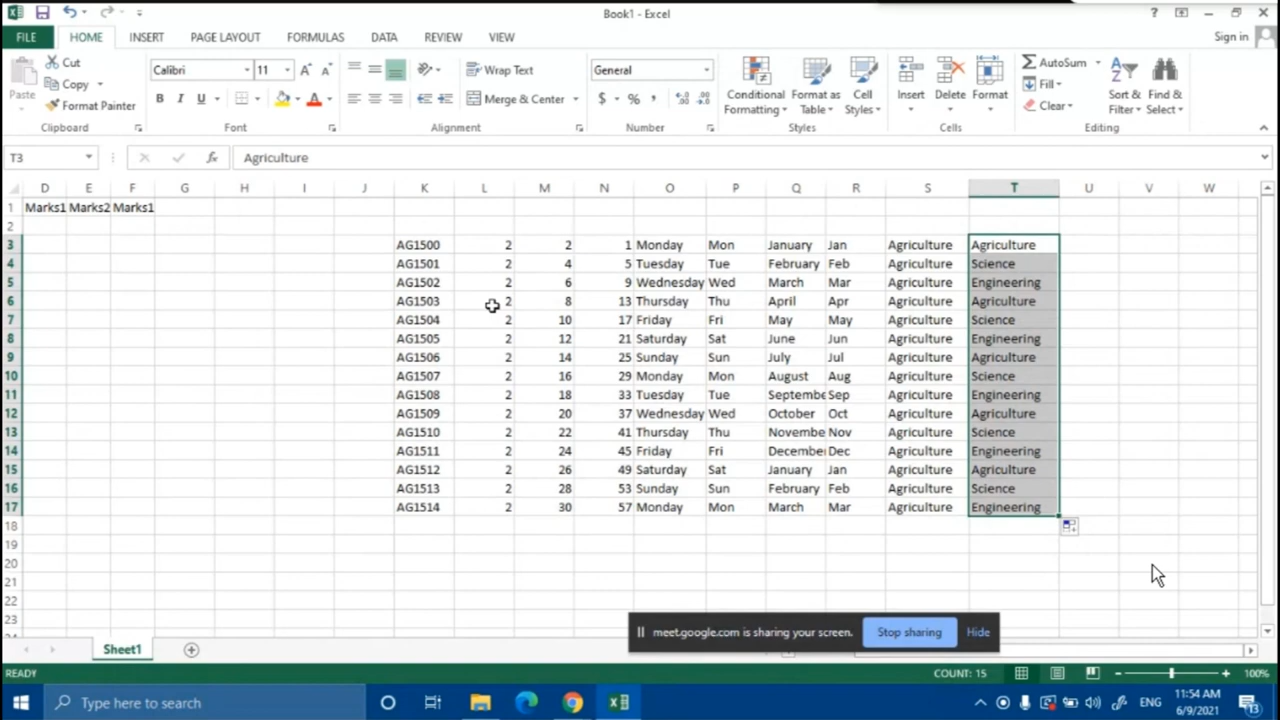 Book1 - Excel
?
FILE HOME INSERT PAGE LAYOUT FORMULAS DATA REVIEW VIEW Sign in
Paste
Cut
Copy
Format Painter
Clipboard
Calibri 11
B I U
Font
Wrap Text
Merge & Center
Alignment
General
$ % ,
Number
Conditional Formatting
Format as Table
Cell Styles
Styles
Insert Delete Format
Cells
AutoSum
Fill
Clear
Sort & Filter
Find & Select
Editing
T3 fx Agriculture
D E F G H I J K L M N O P Q R S T U V W
1 Marks1 Marks2 Marks1
2
3 AG1500 2 2 1 Monday Mon January Jan Agriculture Agriculture
4 AG1501 2 4 5 Tuesday Tue February Feb Agriculture Science
5 AG1502 2 6 9 Wednesday Wed March Mar Agriculture Engineering
6 AG1503 2 8 13 Thursday Thu April Apr Agriculture Agriculture
7 AG1504 2 10 17 Friday Fri May May Agriculture Science
8 AG1505 2 12 21 Saturday Sat June Jun Agriculture Engineering
9 AG1506 2 14 25 Sunday Sun July Jul Agriculture Agriculture
10 AG1507 2 16 29 Monday Mon August Aug Agriculture Science
11 AG1508 2 18 33 Tuesday Tue Septembe Sep Agriculture Engineering
12 AG1509 2 20 37 Wednesday Wed October Oct Agriculture Agriculture
13 AG1510 2 22 41 Thursday Thu Novembe Nov Agriculture Science
14 AG1511 2 24 45 Friday Fri December Dec Agriculture Engineering
15 AG1512 2 26 49 Saturday Sat January Jan Agriculture Agriculture
16 AG1513 2 28 53 Sunday Sun February Feb Agriculture Science
17 AG1514 2 30 57 Monday Mon March Mar Agriculture Engineering
18
19
20
21
22
23
meet.google.com is sharing your screen. Stop sharing Hide
Sheet1
READY COUNT: 15 100%
Type here to search
ENG
11:54 AM
6/9/2021
13